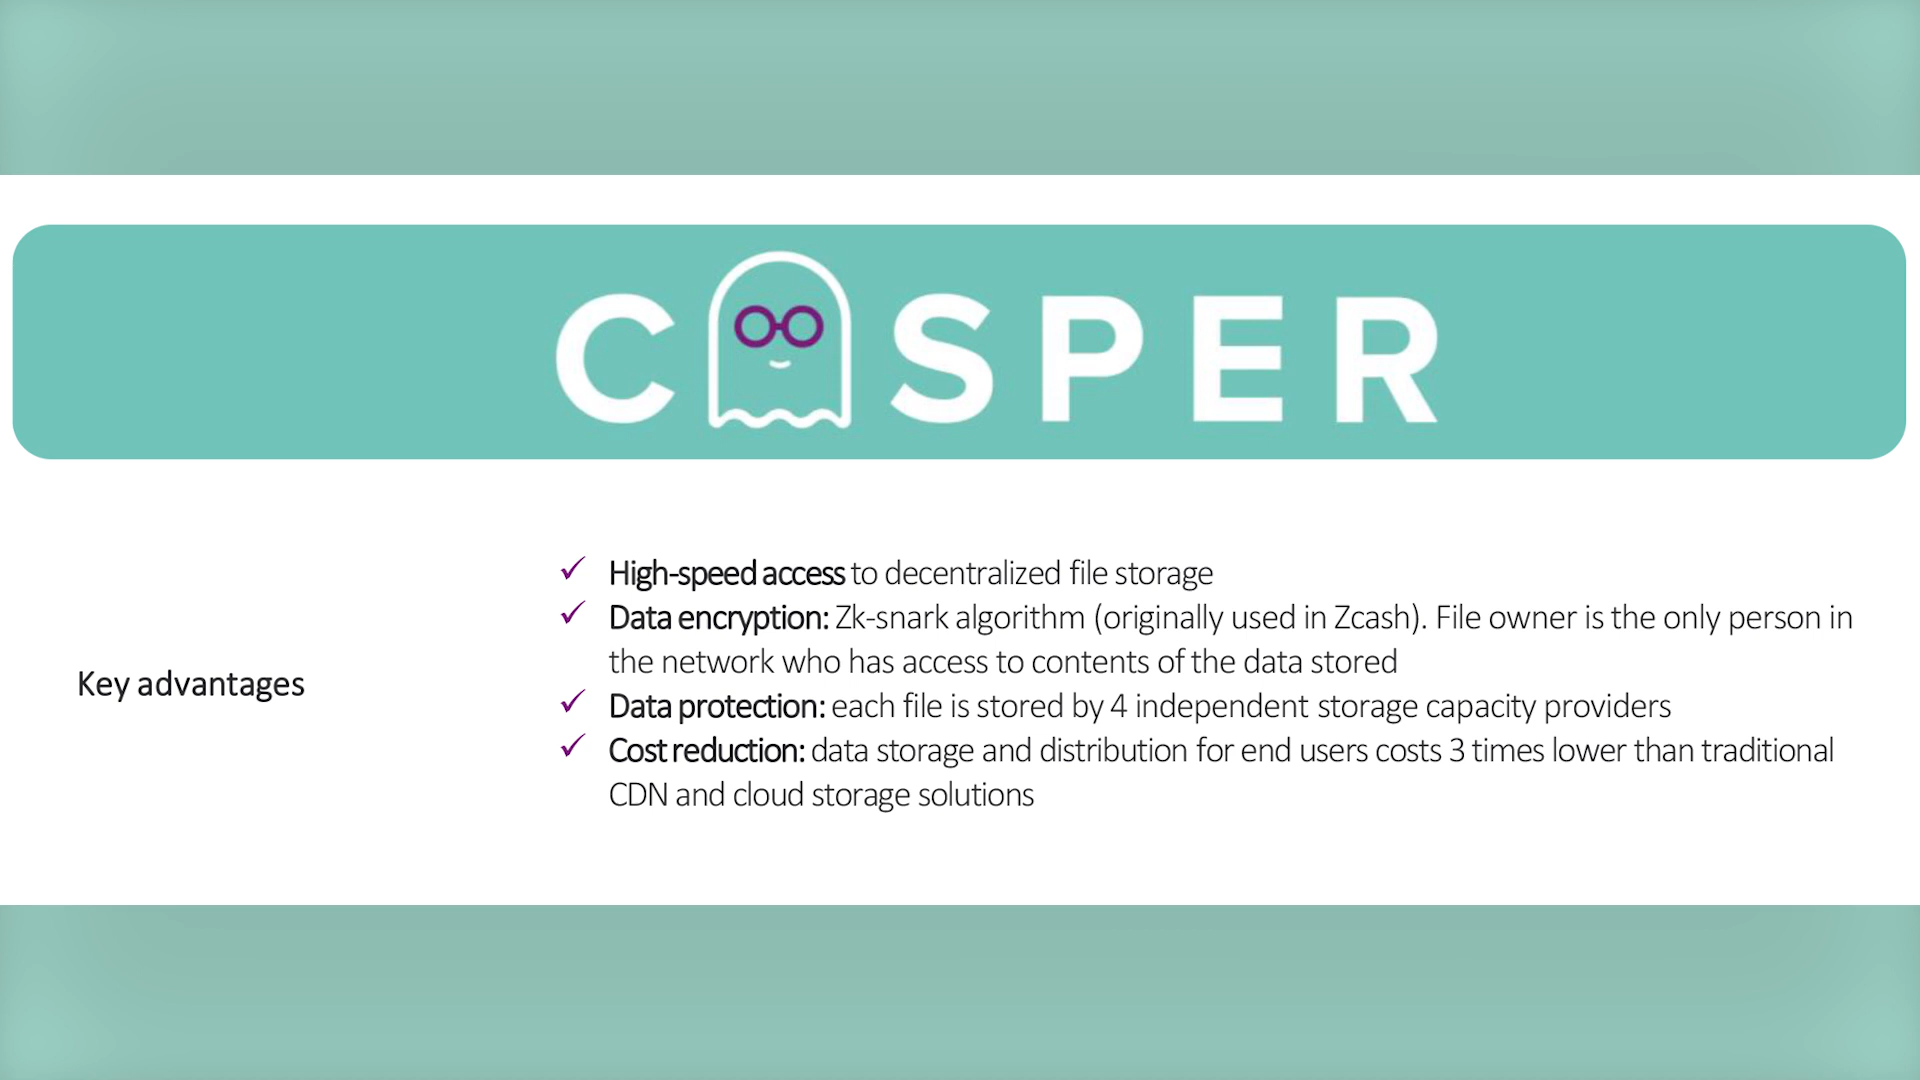 CASPER
Key advantages
✓ High-speed access to decentralized file storage
✓ Data encryption: Zk-snark algorithm (originally used in Zcash). File owner is the only person in
the network who has access to contents of the data stored
✓ Data protection: each file is stored by 4 independent storage capacity providers
✓ Cost reduction: data storage and distribution for end users costs 3 times lower than traditional
CDN and cloud storage solutions